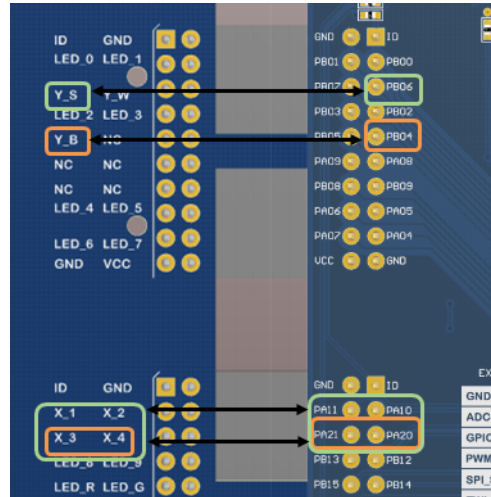 ID GND
LED_0 LED_1
Y_S Y_W
LED_2 LED_3
Y_B NC
NC NC
NC NC
LED_4 LED_5
LED_6 LED_7
GND VCC
GND ID
PB01 PB00
PB07 PB06
PB03 PB02
PB05 PB04
PA09 PA08
PB08 PB09
PA06 PA05
PA07 PA04
VCC GND
ID GND
X_1 X_2
X_3 X_4
LED_8 LED_9
LED_R LED_G
GND ID
PA11 PA10
PA21 PA20
PB13 PB12
PB15 PB14
EX
GND
ADC
GPIO
PWM
SPI_